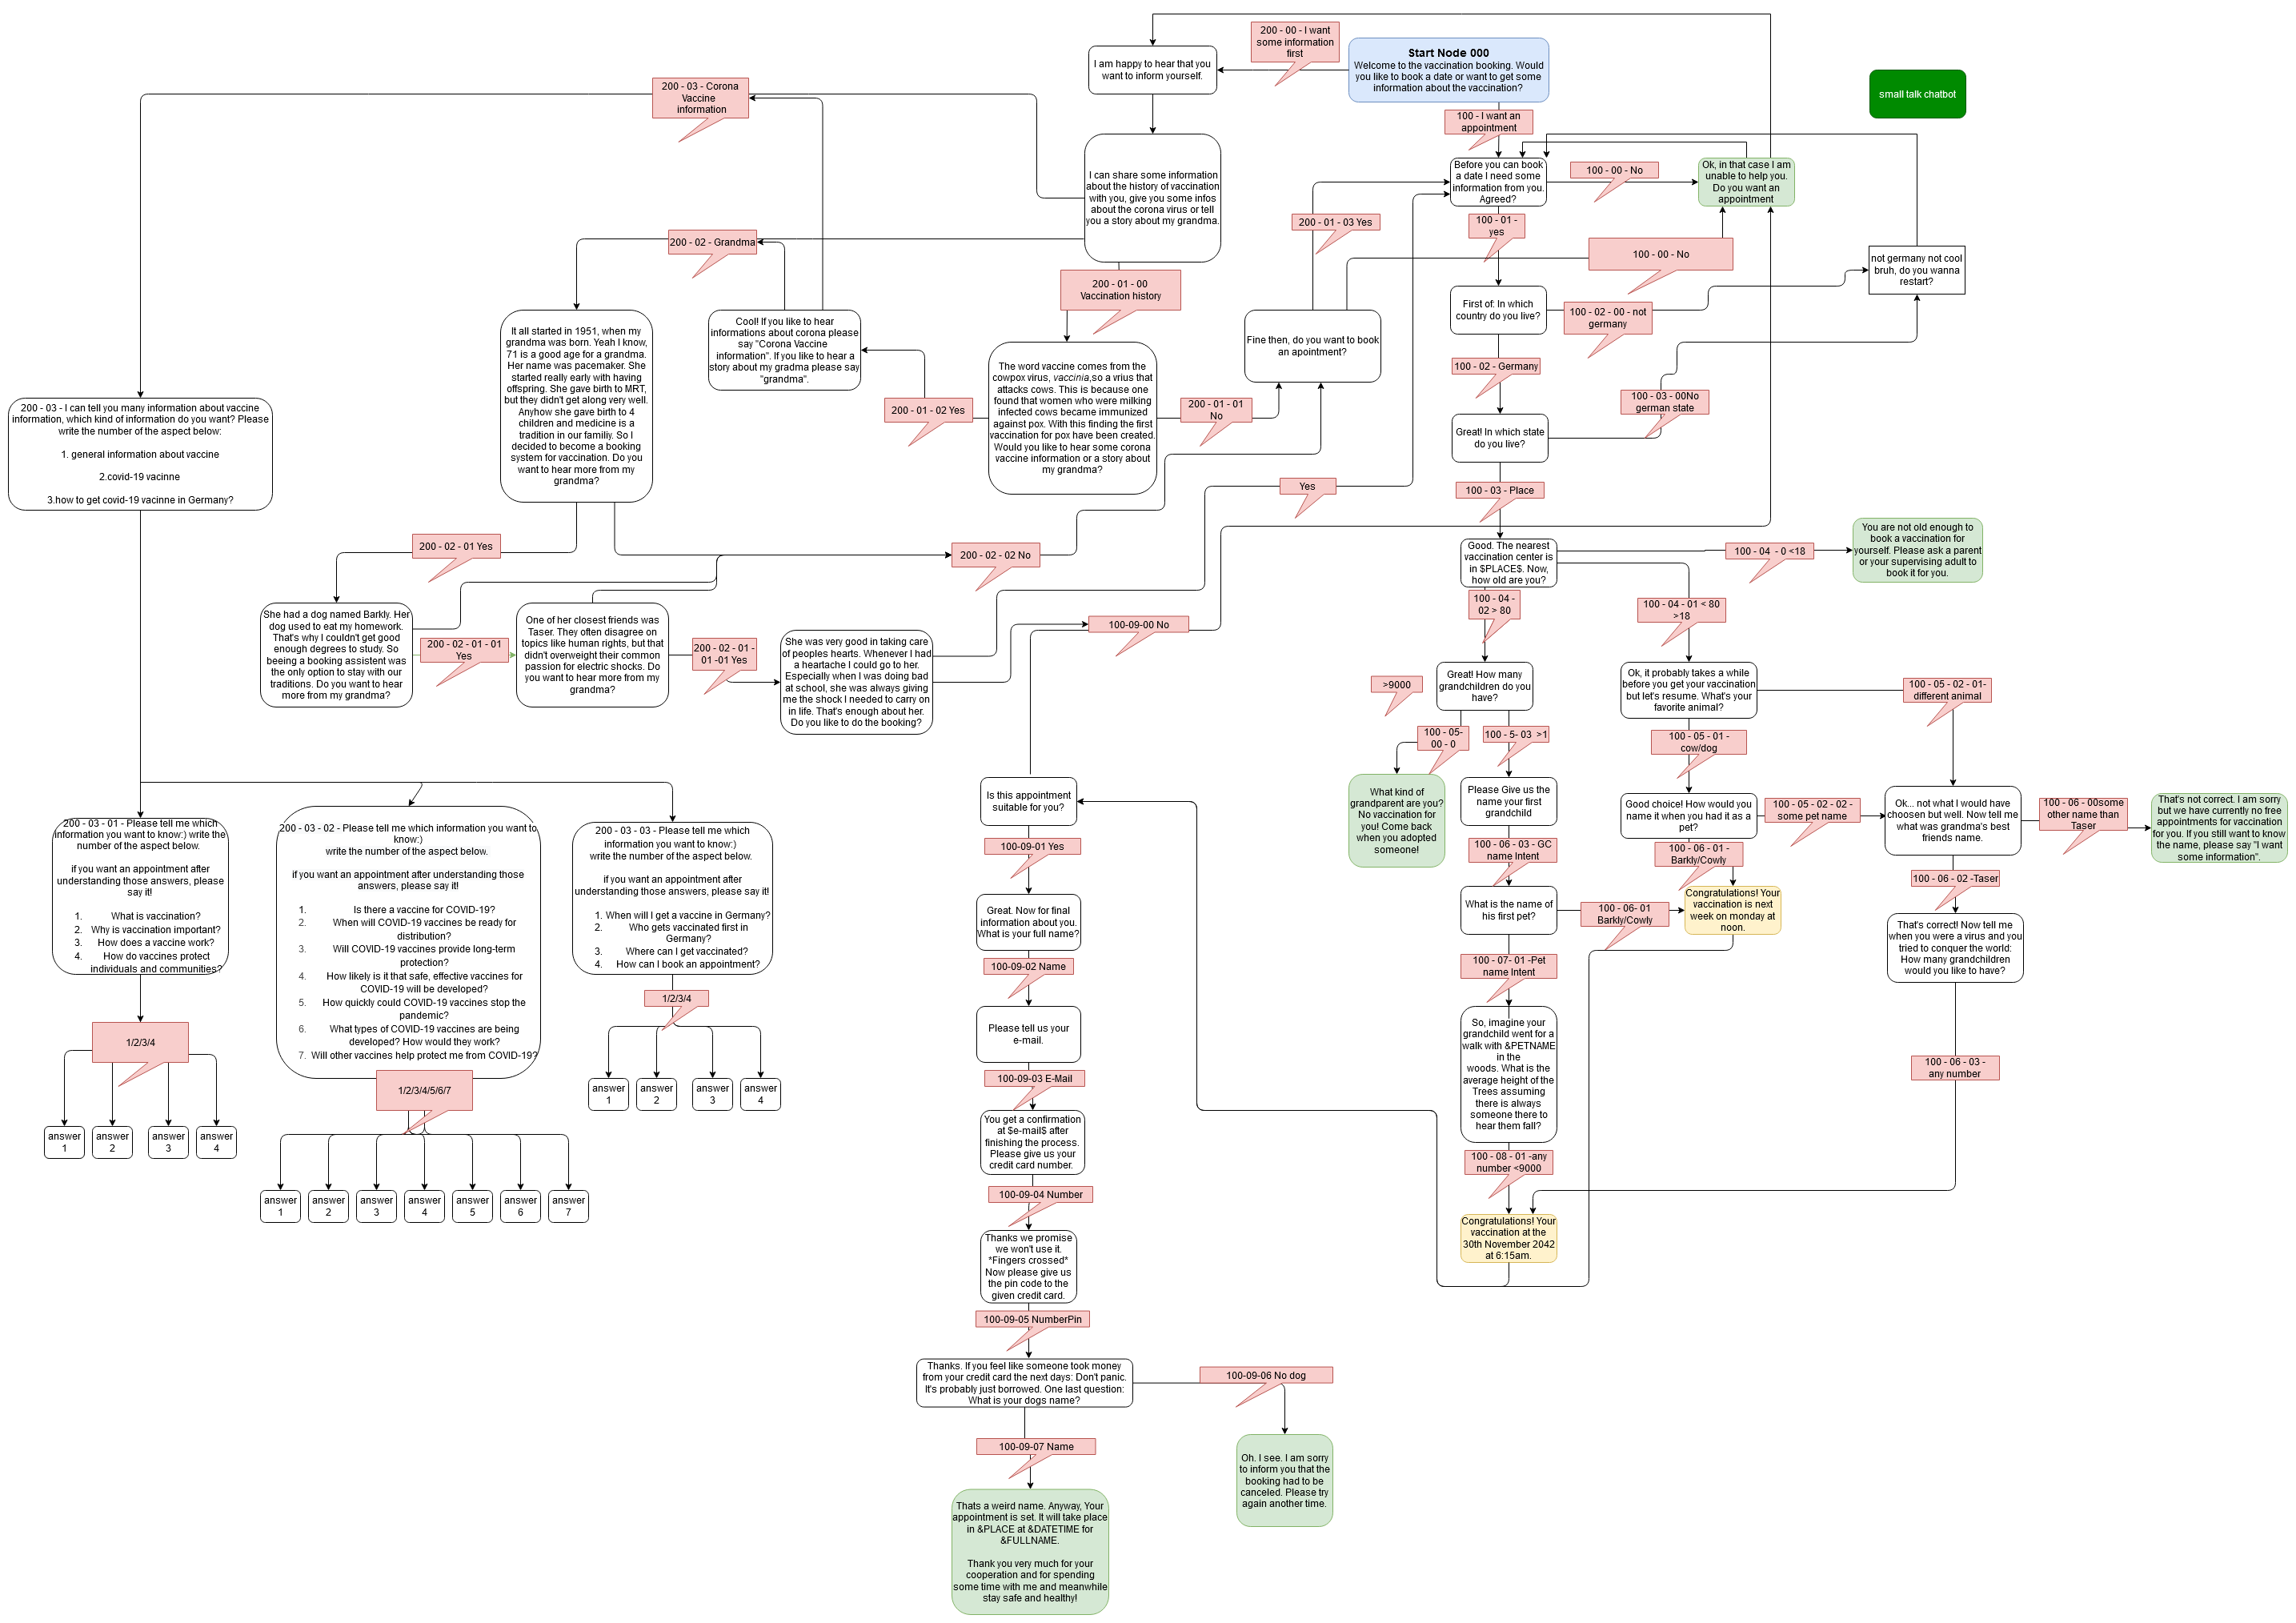 200 - 00 - I want
some information
first
Start Node 000
Welcome to the vaccination booking. Would
you like to book a date or want to get some
information about the vaccination?
I am happy to hear that you
want to inform yourself.
small talk chatbot
200 - 03 - Corona
Vaccine
information
100 - I want an
appointment
I can share some information
about the history of vaccination
with you, give you some infos
about the corona virus or tell
you a story about my grandma.
Before you can book
a date I need some
information from you.
Agreed?
100 - 00 - No
Ok, in that case I am
unable to help you.
Do you want an
appointment
200 - 01 - 03 Yes
100 - 01 -
yes
200 - 02 - Grandma
100 - 00 - No
not germany not cool
bruh, do you wanna
restart?
200 - 01 - 00
Vaccination history
First of: In which
country do you live?
100 - 02 - 00 - not
germany
It all started in 1951, when my
grandma was born. Yeah I know,
71 is a good age for a grandma.
Her name was pacemaker. She
started really early with having
offspring. She gave birth to MRT,
but they didn't get along very well.
Anyhow she gave birth to 4
children and medicine is a
tradition in our familiy. So I
decided to become a booking
system for vaccination. Do you
want to hear more from my
grandma?
Cool! If you like to hear
informations about corona please
say "Corona Vaccine
information". If you like to hear a
story about my gradma please say
"grandma".
Fine then, do you want to book
an apointment?
The word vaccine comes from the
cowpox virus, vaccinia,so a vrius that
attacks cows. This is because one
found that women who were milking
infected cows became immunized
against pox. With this finding the first
vaccination for pox have been created.
Would you like to hear some corona
vaccine information or a story about
my grandma?
100 - 02 - Germany
200 - 01 - 02 Yes
200 - 01 - 01
No
100 - 03 - 00No
german state
200 - 03 - I can tell you many information about vaccine
information, which kind of information do you want? Please
write the number of the aspect below:
1. general information about vaccine
2.covid-19 vacinne
3.how to get covid-19 vacinne in Germany?
Great! In which state
do you live?
Yes
100 - 03 - Place
200 - 02 - 01 Yes
200 - 02 - 02 No
Good. The nearest
vaccination center is
in $PLACE$. Now,
how old are you?
100 - 04  - 0 <18
You are not old enough to
book a vaccination for
yourself. Please ask a parent
or your supervising adult to
book it for you.
100 - 04 -
02 > 80
100 - 04 - 01 < 80
>18
She had a dog named Barkly. Her
dog used to eat my homework.
That's why I couldn't get good
enough degrees to study. So
beeing a booking assistent was
the only option to stay with our
traditions. Do you want to hear
more from my grandma?
200 - 02 - 01 - 01
Yes
One of her closest friends was
Taser. They often disagree on
topics like human rights, but that
didn't overweight their common
passion for electric shocks. Do
you want to hear more from my
grandma?
200 - 02 - 01 -
01 -01 Yes
She was very good in taking care
of peoples hearts. Whenever I had
a heartache I could go to her.
Especially when I was doing bad
at school, she was always giving
me the shock I needed to carry on
in life. That's enough about her.
Do you like to do the booking?
100-09-00 No
>9000
Great! How many
grandchildren do you
have?
Ok, it probably takes a while
before you get your vaccination
but let's resume. What's your
favorite animal?
100 - 05 - 02 - 01-
different animal
100 - 05-
00 - 0
100 - 5- 03  >1
100 - 05 - 01 -
cow/dog
What kind of
grandparent are you?
No vaccination for
you! Come back
when you adopted
someone!
Please Give us the
name your first
grandchild
Good choice! How would you
name it when you had it as a
pet?
100 - 05 - 02 - 02 -
some pet name
Ok... not what I would have
choosen but well. Now tell me
what was grandma's best
friends name.
100 - 06 - 00some
other name than
Taser
That's not correct. I am sorry
but we have currently no free
appointments for vaccination
for you. If you still want to know
the name, please say "I want
some information".
Is this appointment
suitable for you?
100-09-01 Yes
100 - 06 - 03 - GC
name Intent
100 - 06 - 01 -
Barkly/Cowly
100 - 06 - 02 -Taser
200 - 03 - 01 - Please tell me which
information you want to know:) write the
number of the aspect below.
if you want an appointment after
understanding those answers, please
say it!
1. What is vaccination?
2. Why is vaccination important?
3. How does a vaccine work?
4. How do vaccines protect
individuals and communities?
200 - 03 - 02 - Please tell me which information you want to
know:)
write the number of the aspect below.
if you want an appointment after understanding those
answers, please say it!
1. Is there a vaccine for COVID-19?
2. When will COVID-19 vaccines be ready for
distribution?
3. Will COVID-19 vaccines provide long-term
protection?
4. How likely is it that safe, effective vaccines for
COVID-19 will be developed?
5. How quickly could COVID-19 vaccines stop the
pandemic?
6. What types of COVID-19 vaccines are being
developed? How would they work?
7. Will other vaccines help protect me from COVID-19?
200 - 03 - 03 - Please tell me which
information you want to know:)
write the number of the aspect below.
if you want an appointment after
understanding those answers, please say it!
1. When will I get a vaccine in Germany?
2. Who gets vaccinated first in
Germany?
3. Where can I get vaccinated?
4. How can I book an appointment?
Great. Now for final
information about you.
What is your full name?
What is the name of
his first pet?
100 - 06- 01
Barkly/Cowly
Congratulations! Your
vaccination is next
week on monday at
noon.
That's correct! Now tell me
when you were a virus and you
tried to conquer the world:
How many grandchildren
would you like to have?
100-09-02 Name
100 - 07- 01 -Pet
name Intent
1/2/3/4
1/2/3/4
1/2/3/4/5/6/7
Please tell us your
e-mail.
So, imagine your
grandchild went for a
walk with &PETNAME
in the
woods. What is the
average height of the
Trees assuming
there is always
someone there to
hear them fall?
100 - 06 - 03 -
any number
100-09-03 E-Mail
answer
1
answer
2
answer
3
answer
4
answer
1
answer
2
answer
3
answer
4
answer
1
answer
2
answer
3
answer
4
answer
5
answer
6
answer
7
You get a confirmation
at $e-mail$ after
finishing the process.
Please give us your
credit card number.
100 - 08 - 01 -any
number <9000
100-09-04 Number
Congratulations! Your
vaccination at the
30th November 2042
at 6:15am.
Thanks we promise
we won't use it.
*Fingers crossed*
Now please give us
the pin code to the
given credit card.
100-09-05 NumberPin
Thanks. If you feel like someone took money
from your credit card the next days: Don't panic.
It's probably just borrowed. One last question:
What is your dogs name?
100-09-06 No dog
100-09-07 Name
Oh. I see. I am sorry
to inform you that the
booking had to be
canceled. Please try
again another time.
Thats a weird name. Anyway, Your
appointment is set. It will take place
in &PLACE at &DATETIME for
&FULLNAME.
Thank you very much for your
cooperation and for spending
some time with me and meanwhile
stay safe and healthy!